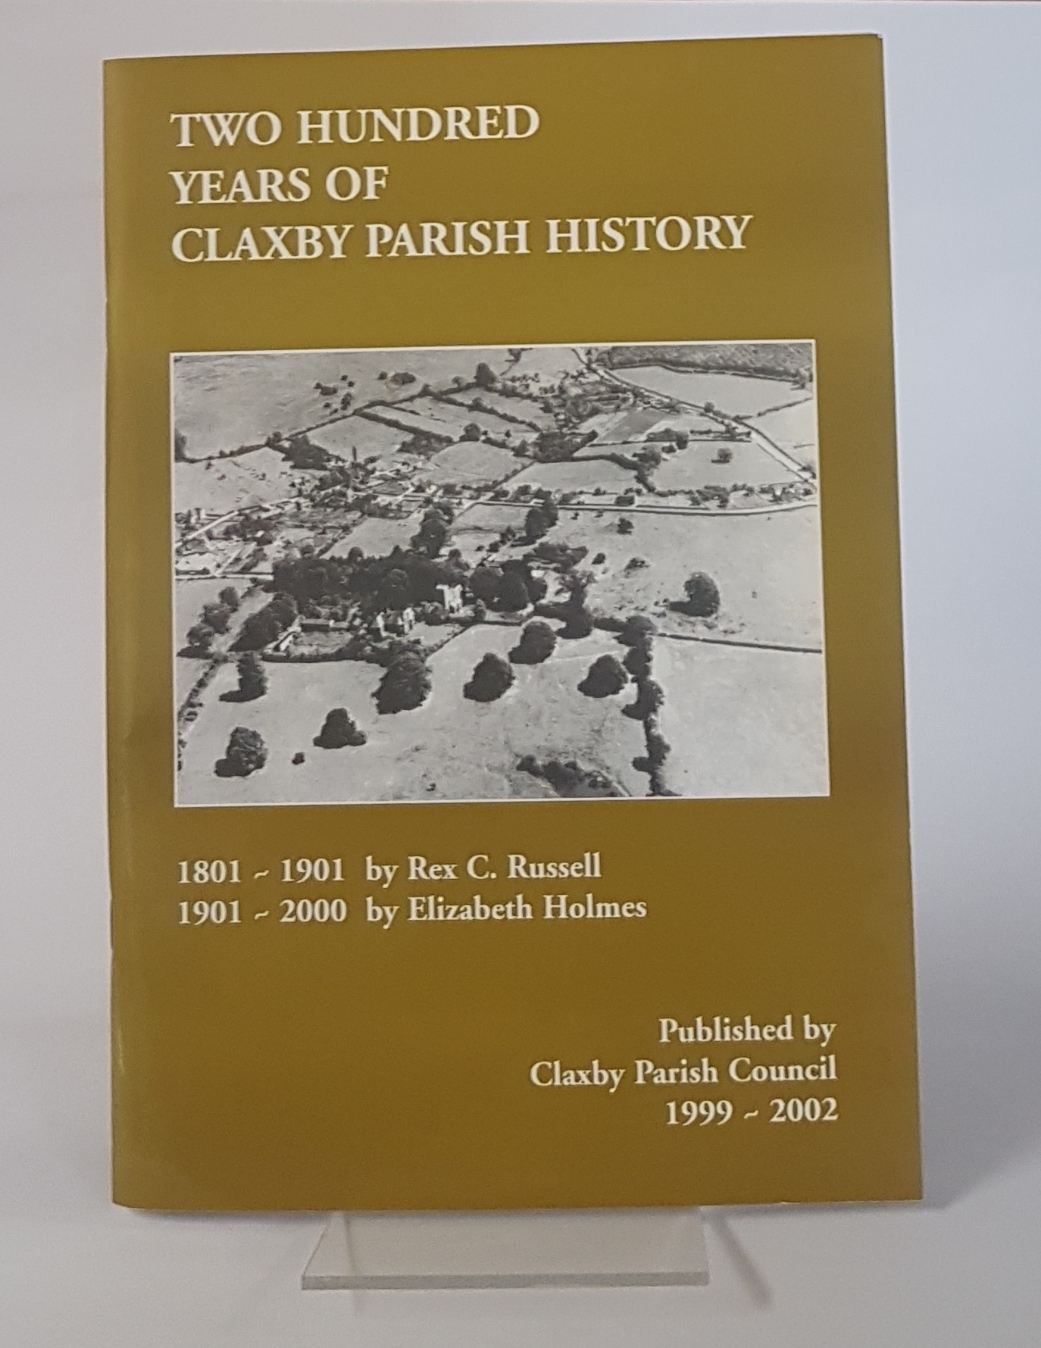 TWO HUNDRED
YEARS OF
CLAXBY PARISH HISTORY
1801 ~ 1901 by Rex C. Russell
1901 ~ 2000 by Elizabeth Holmes
Published by
Claxby Parish Council
1999 ~ 2002